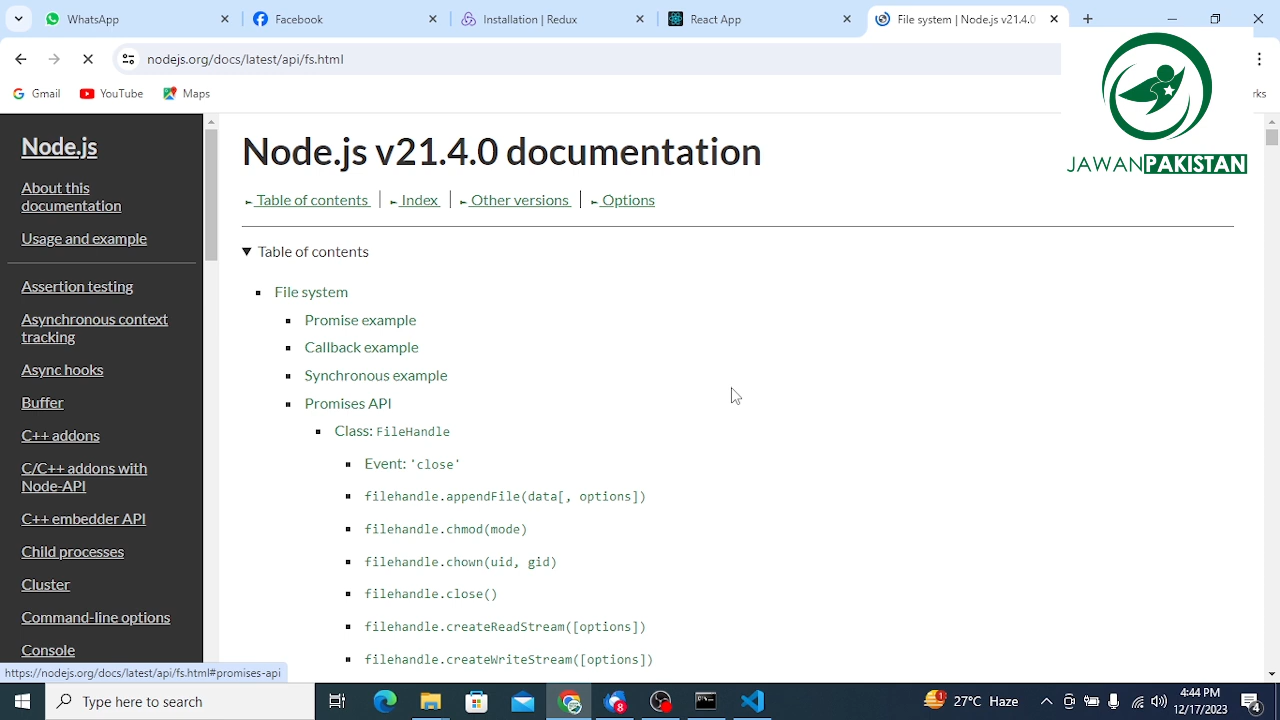 WhatsApp
Facebook
Installation | Redux
React App
File system | Node.js v21.4.0
nodejs.org/docs/latest/api/fs.html
Gmail
YouTube
Maps
JAWANPAKISTAN
Node.js
About this
documentation
Usage and example
Assertion testing
Asynchronous context
tracking
Async hooks
Buffer
C++ addons
C/C++ addons with
Node-API
C++ embedder API
Child processes
Cluster
Command-line options
Console
Node.js v21.4.0 documentation
► Table of contents | ► Index | ► Other versions | ► Options
▼ Table of contents
File system
Promise example
Callback example
Synchronous example
Promises API
Class: FileHandle
Event: 'close'
filehandle.appendFile(data[, options])
filehandle.chmod(mode)
filehandle.chown(uid, gid)
filehandle.close()
filehandle.createReadStream([options])
filehandle.createWriteStream([options])
https://nodejs.org/docs/latest/api/fs.html#promises-api
Type here to search
8
1
27°C Haze
4:44 PM
12/17/2023
4